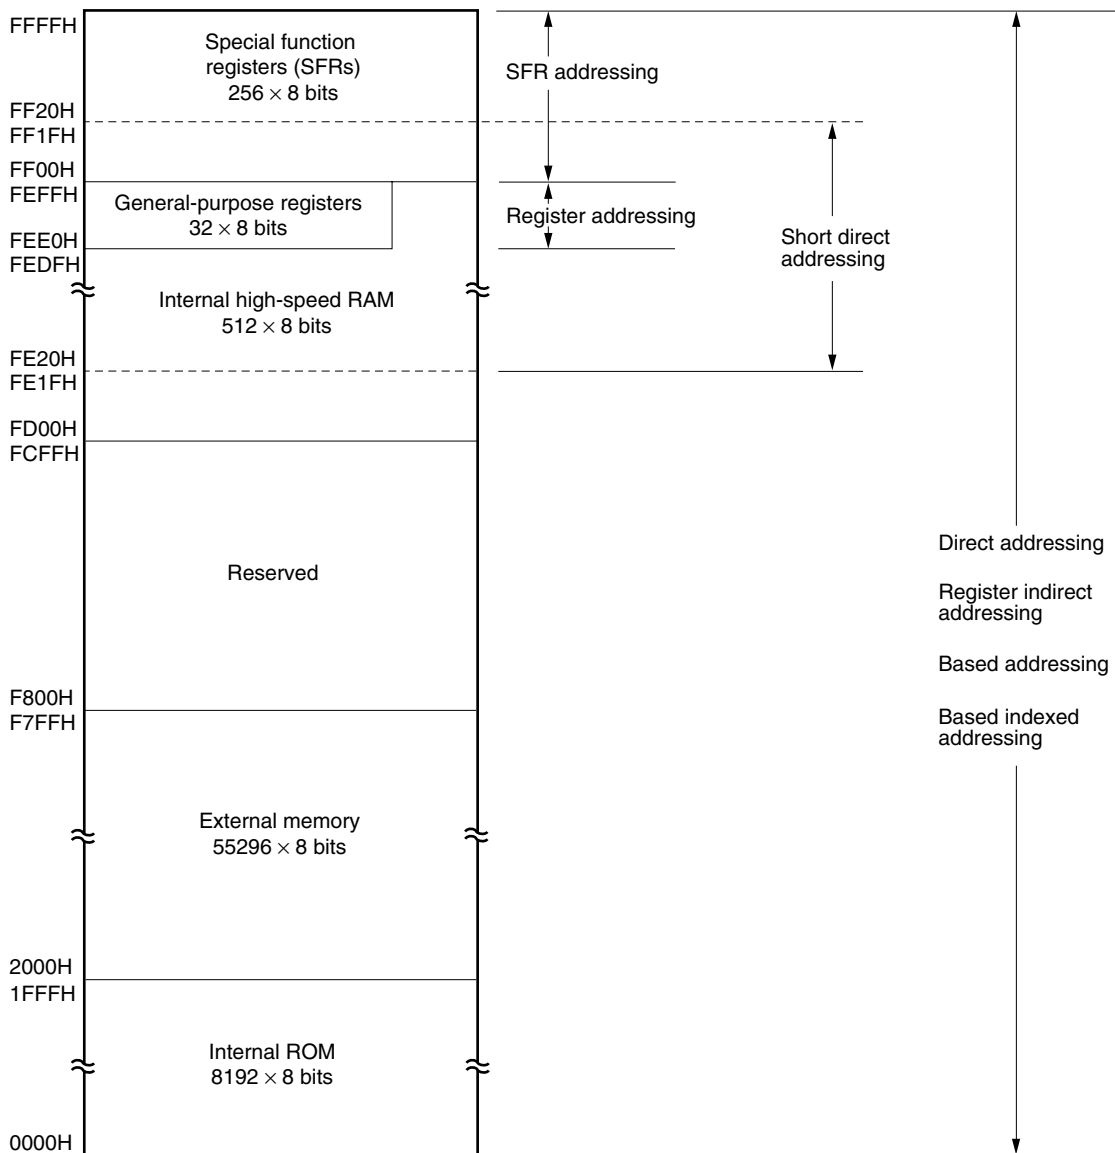 FFFFH
Special function
registers (SFRs)
256 × 8 bits
SFR addressing
FF20H
FF1FH
FF00H
FEFFH
General-purpose registers
32 × 8 bits
Register addressing
FEE0H
FEDFH
Short direct
addressing
Internal high-speed RAM
512 × 8 bits
FE20H
FE1FH
FD00H
FCFFH
Reserved
Direct addressing
Register indirect
addressing
Based addressing
Based indexed
addressing
F800H
F7FFH
External memory
55296 × 8 bits
2000H
1FFFH
Internal ROM
8192 × 8 bits
0000H